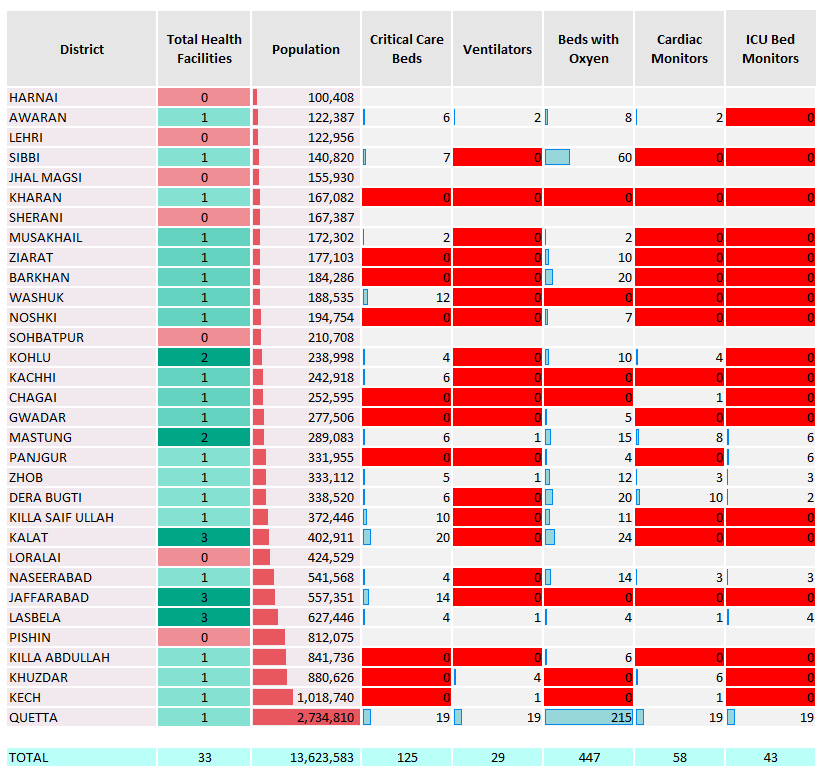 District Total Health Facilities Population Critical Care Beds Ventilators Beds with Oxyen Cardiac Monitors ICU Bed Monitors
HARNAI 0 100,408
AWARAN 1 122,387 6 2 8 2 0
LEHRI 0 122,956
SIBBI 1 140,820 7 0 60 0 0
JHAL MAGSI 0 155,930
KHARAN 1 167,082 0 0 0 0 0
SHERANI 0 167,387
MUSAKHAIL 1 172,302 2 0 2 0 0
ZIARAT 1 177,103 0 0 10 0 0
BARKHAN 1 184,286 0 0 20 0 0
WASHUK 1 188,535 12 0 0 0 0
NOSHKI 1 194,754 0 0 7 0 0
SOHBATPUR 0 210,708
KOHLU 2 238,998 4 0 10 4 0
KACHHI 1 242,918 6 0 0 0 0
CHAGAI 1 252,595 0 0 0 1 0
GWADAR 1 277,506 0 0 5 0 0
MASTUNG 2 289,083 6 1 15 8 6
PANJGUR 1 331,955 0 0 4 0 6
ZHOB 1 333,112 5 1 12 3 3
DERA BUGTI 1 338,520 6 0 20 10 2
KILLA SAIF ULLAH 1 372,446 10 0 11 0 0
KALAT 3 402,911 20 0 24 0 0
LORALAI 0 424,529
NASEERABAD 1 541,568 4 0 14 3 3
JAFFARABAD 3 557,351 14 0 0 0 0
LASBELA 3 627,446 4 1 4 1 4
PISHIN 0 812,075
KILLA ABDULLAH 1 841,736 0 0 6 0 0
KHUZDAR 1 880,626 0 4 0 6 0
KECH 1 1,018,740 0 1 0 1 0
QUETTA 1 2,734,810 19 19 215 19 19
TOTAL 33 13,623,583 125 29 447 58 43